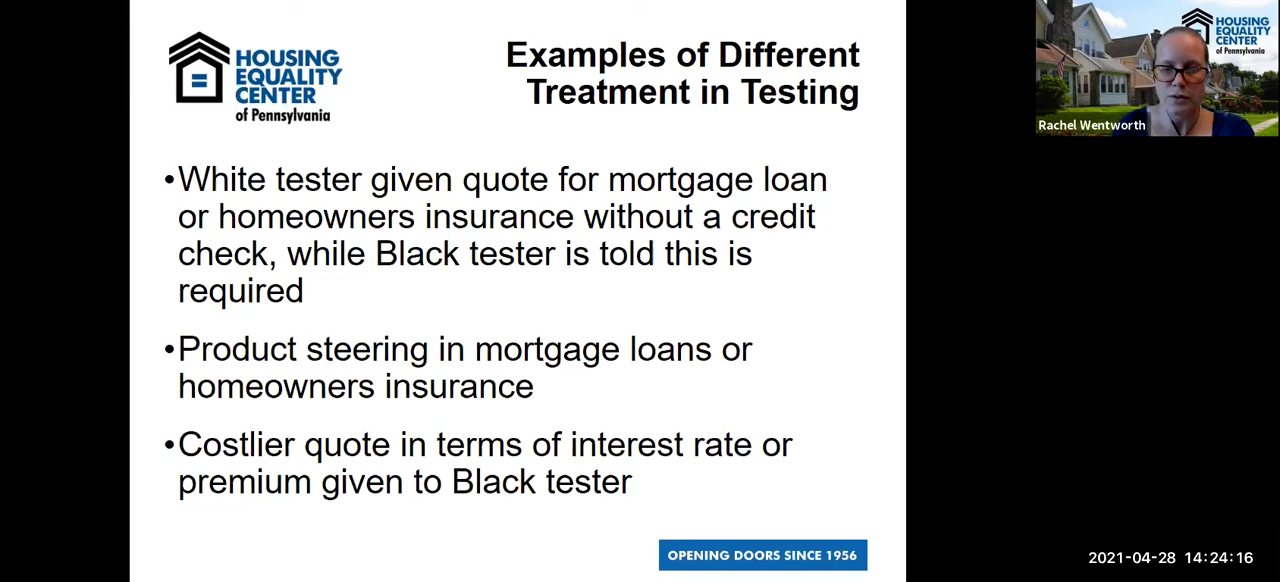 HOUSING
EQUALITY
CENTER
of Pennsylvania
Examples of Different
Treatment in Testing
•White tester given quote for mortgage loan
or homeowners insurance without a credit
check, while Black tester is told this is
required
•Product steering in mortgage loans or
homeowners insurance
•Costlier quote in terms of interest rate or
premium given to Black tester
OPENING DOORS SINCE 1956
HOUSING
EQUALITY
CENTER
of Pennsylvania
Rachel Wentworth
2021-04-28 14:24:16